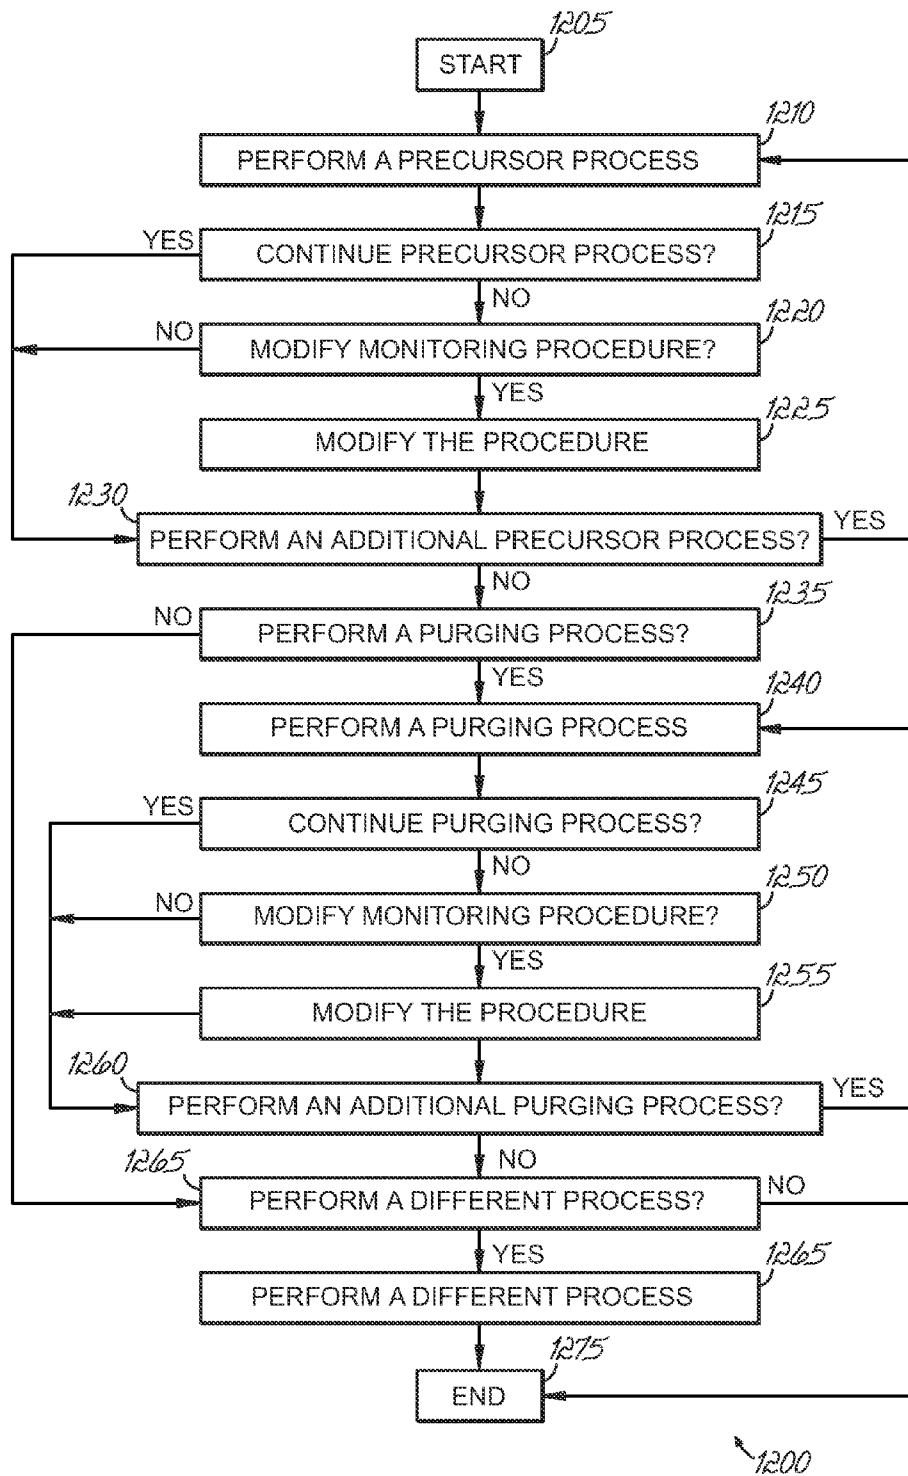 1205
START
1210
PERFORM A PRECURSOR PROCESS
1215
YES
CONTINUE PRECURSOR PROCESS?
NO
1220
NO
MODIFY MONITORING PROCEDURE?
YES
1225
MODIFY THE PROCEDURE
1230
YES
PERFORM AN ADDITIONAL PRECURSOR PROCESS?
NO
1235
NO
PERFORM A PURGING PROCESS?
YES
1240
PERFORM A PURGING PROCESS
1245
YES
CONTINUE PURGING PROCESS?
NO
1250
NO
MODIFY MONITORING PROCEDURE?
YES
1255
MODIFY THE PROCEDURE
1260
YES
PERFORM AN ADDITIONAL PURGING PROCESS?
NO
1265
NO
PERFORM A DIFFERENT PROCESS?
YES
1265
PERFORM A DIFFERENT PROCESS
1275
END
1200